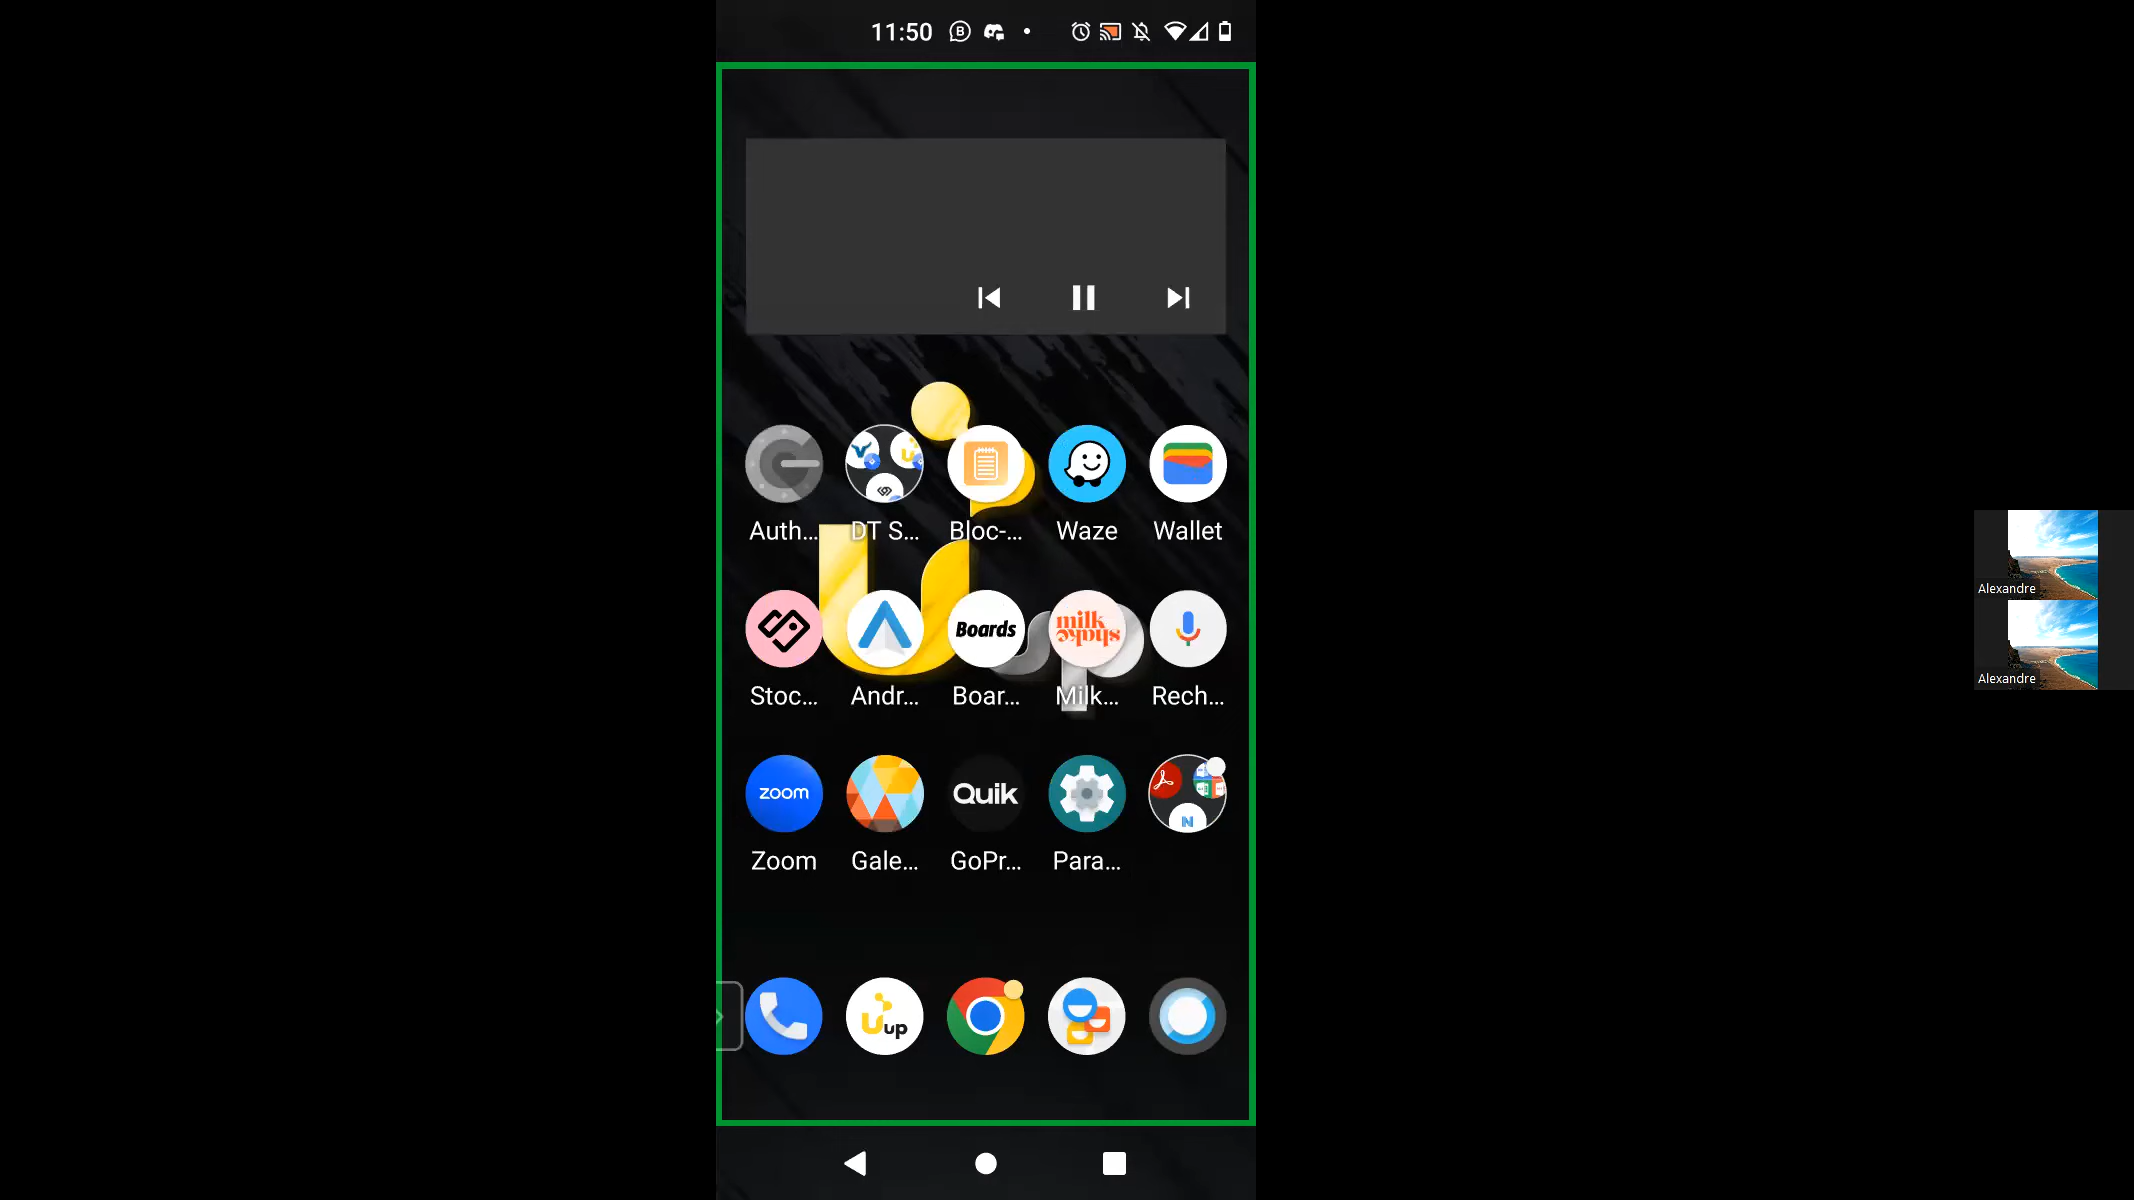 11:50
Auth...
DT S...
Bloc-...
Waze
Wallet
Boards
milk
shake
Stoc...
Andr...
Boar...
Milk...
Rech...
zoom
Quik
Zoom
Gale...
GoPr...
Para...
Uup
Alexandre
Alexandre